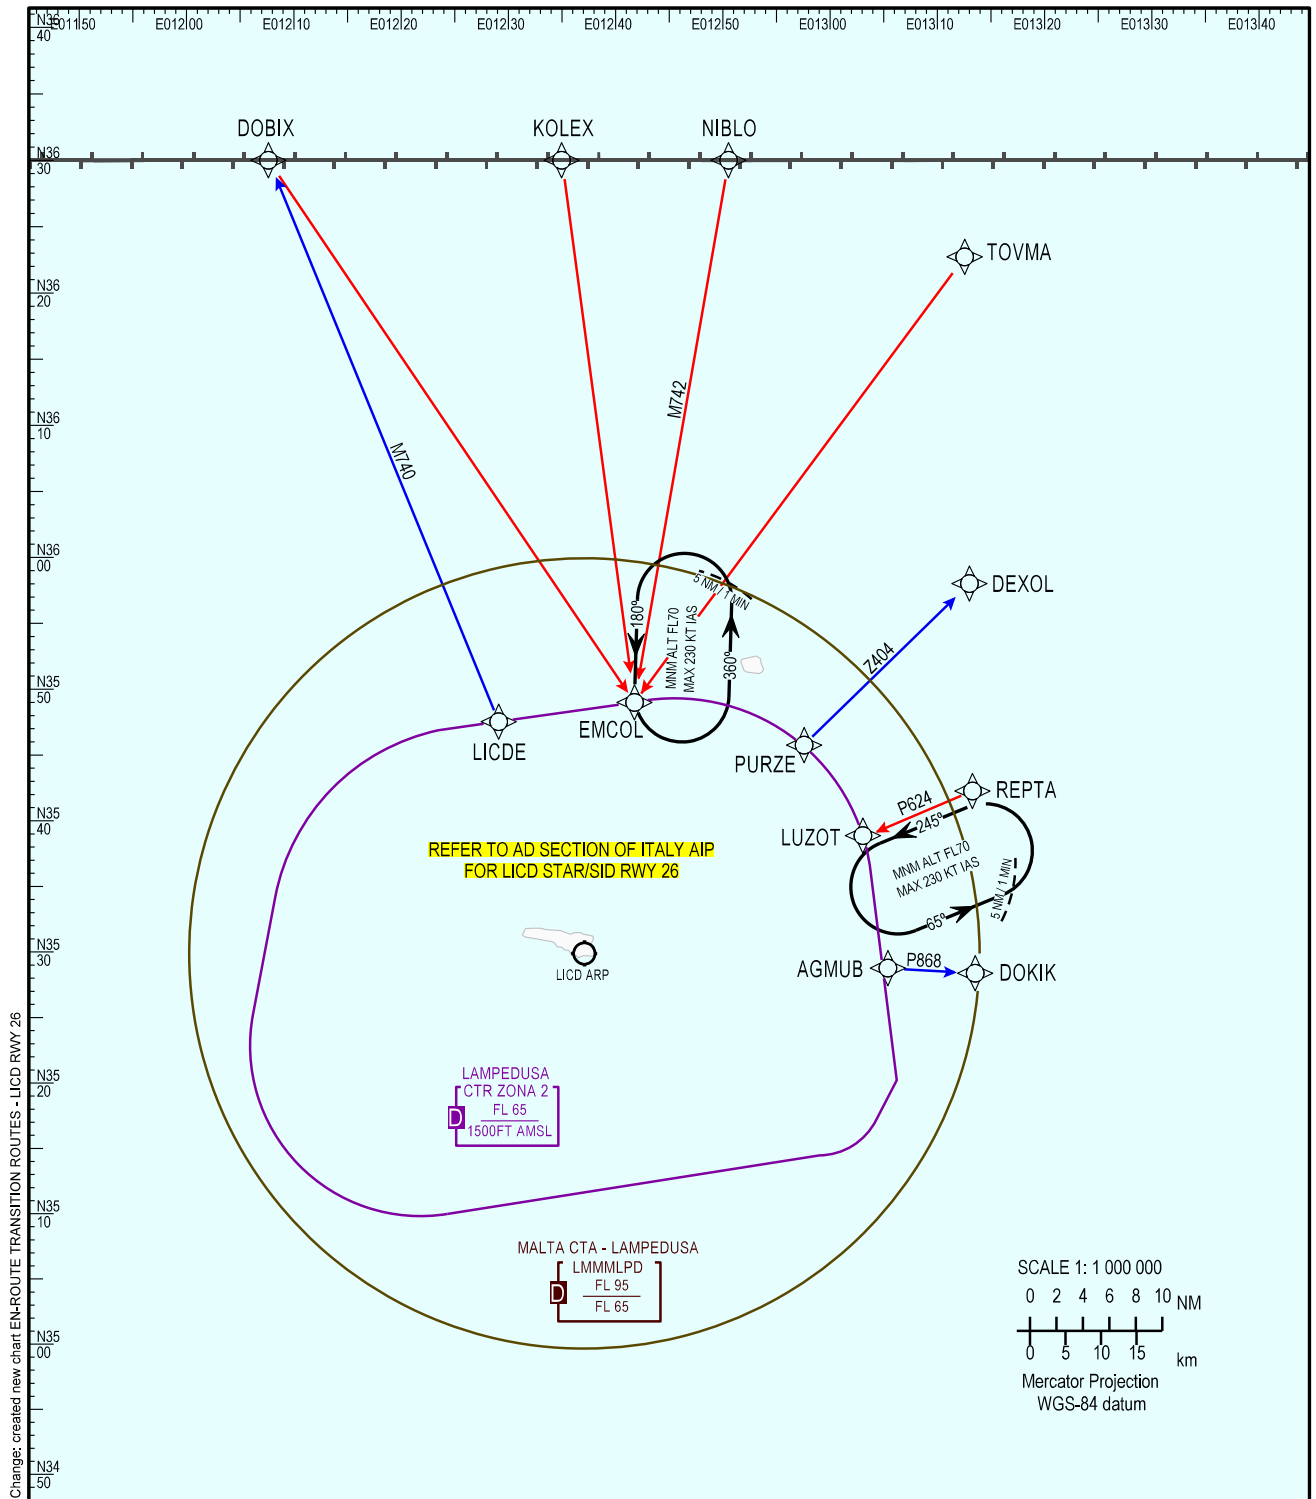 E011 50 E012 00 E012 10 E012 20 E012 30 E012 40 E012 50 E013 00 E013 10 E013 20 E013 30 E013 40
N36
40
DOBIX KOLEX NIBLO
N36
30
TOVMA
N36
20
M742
N36
10
M740
N36
00
5 NM / 1 MIN
DEXOL
180º
MNM ALT FL70
MAX 230 KT IAS
360º
Z404
N35
50
EMCOL
LICDE
PURZE
REPTA
P624
245º
N35
40
LUZOT
REFER TO AD SECTION OF ITALY AIP
FOR LICD STAR/SID RWY 26
MNM ALT FL70
MAX 230 KT IAS
5 NM / 1 MIN
65º
N35
30
LICD ARP
AGMUB P868 DOKIK
LAMPEDUSA
CTR ZONA 2
D
FL 65
1500FT AMSL
N35
20
N35
10
MALTA CTA - LAMPEDUSA
LMMMLPD
D
FL 95
FL 65
SCALE 1: 1 000 000
0 2 4 6 8 10 NM
0 5 10 15 km
Mercator Projection
WGS-84 datum
N35
00
N34
50
Change: created new chart EN-ROUTE TRANSITION ROUTES - LICD RWY 26